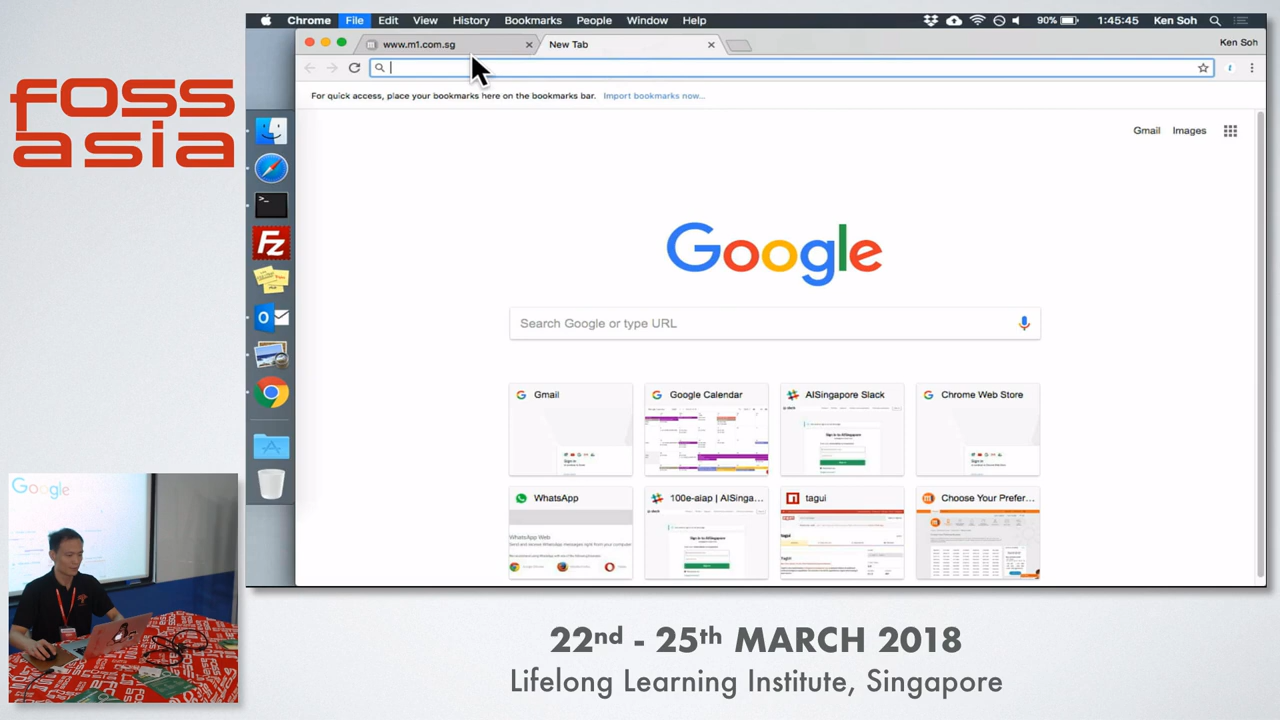 foss
asia
Chrome File Edit View History Bookmarks People Window Help 90% 1:45:45 Ken Soh
www.m1.com.sg New Tab Ken Soh
For quick access, place your bookmarks here on the bookmarks bar. Import bookmarks now...
Gmail Images
Google
Search Google or type URL
Gmail Google Calendar AISingapore Slack Chrome Web Store
WhatsApp 100e-aiap | AISinga... tagui Choose Your Prefer...
WhatsApp Web
Google
22nd - 25th MARCH 2018
Lifelong Learning Institute, Singapore